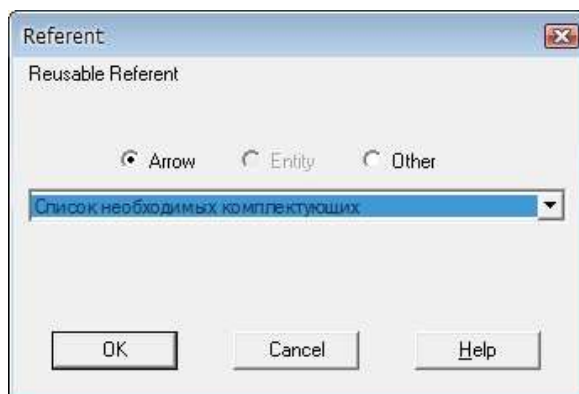 Referent
Reusable Referent
Arrow Entity Other
Список необходимых комплектующих
OK Cancel Help